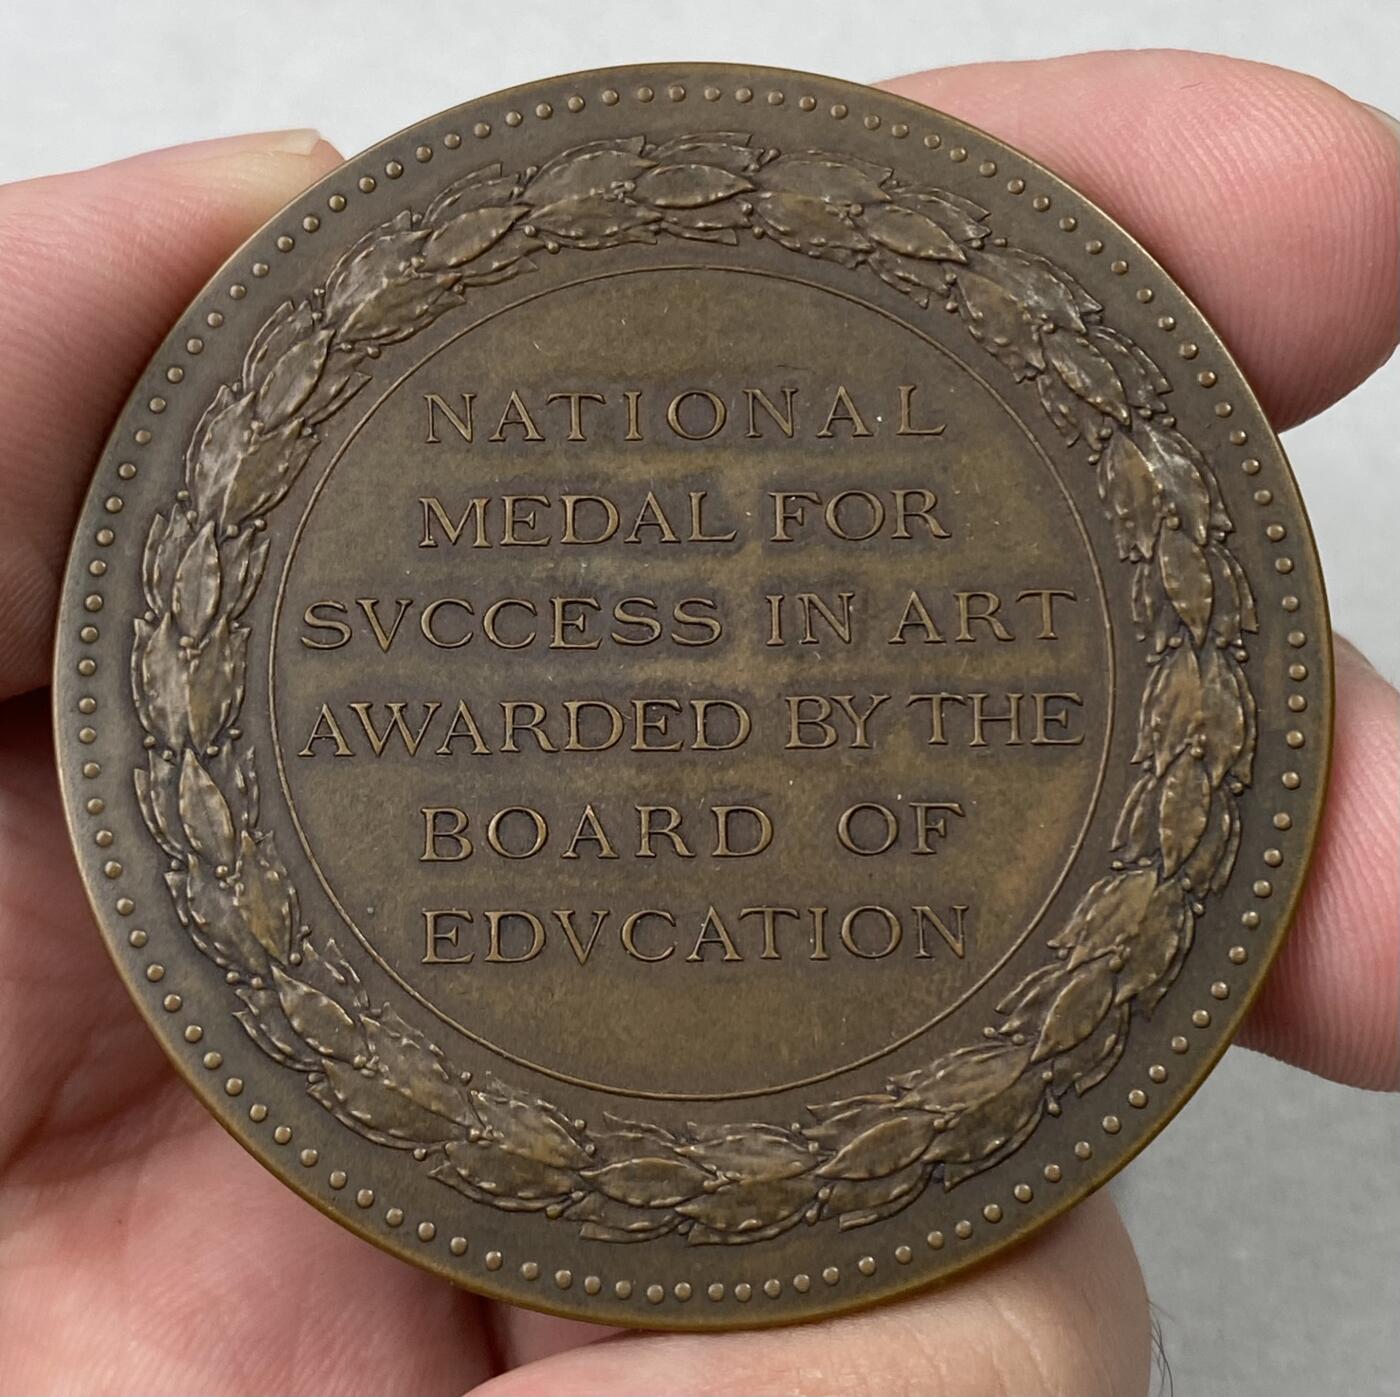 NATIONAL
MEDAL FOR
SVCCESS IN ART
AWARDED BY THE
BOARD OF
EDVCATION